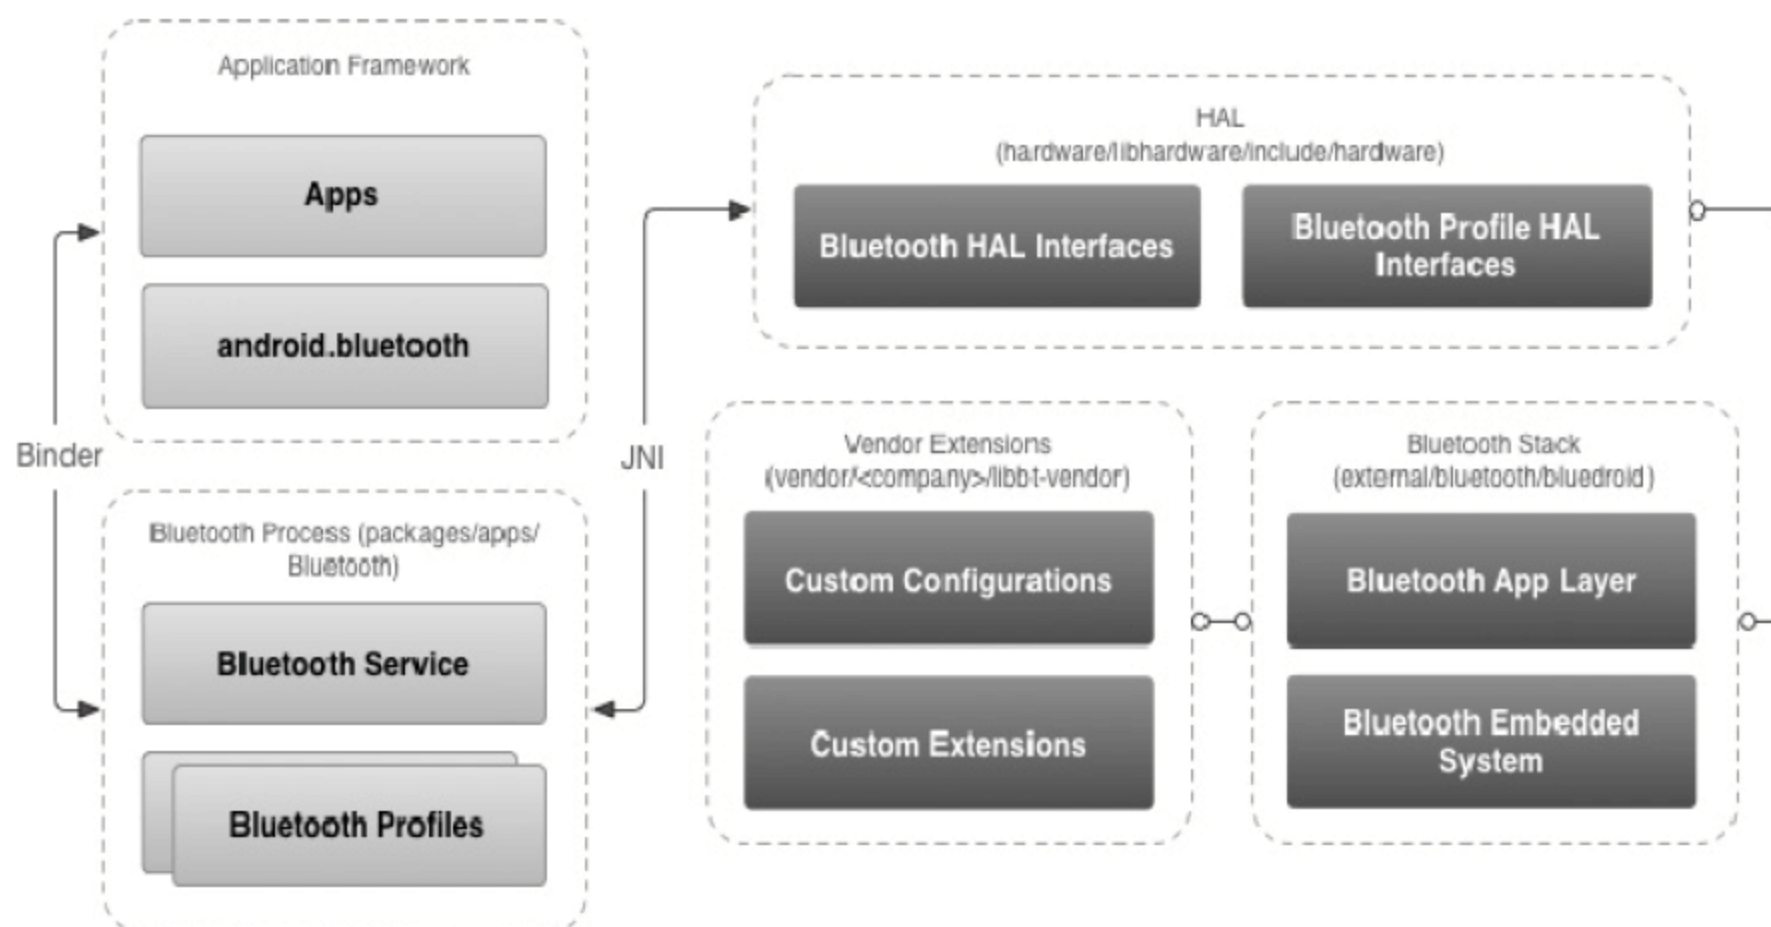 Application Framework
Apps
android.bluetooth
Binder
Bluetooth Process (packages/apps/
Bluetooth)
Bluetooth Service
Bluetooth Profiles
JNI
HAL
(hardware/libhardware/include/hardware)
Bluetooth HAL Interfaces
Bluetooth Profile HAL
Interfaces
Vendor Extensions
(vendor/<company>/libbt-vendor)
Custom Configurations
Custom Extensions
Bluetooth Stack
(external/bluetooth/bluedroid)
Bluetooth App Layer
Bluetooth Embedded
System